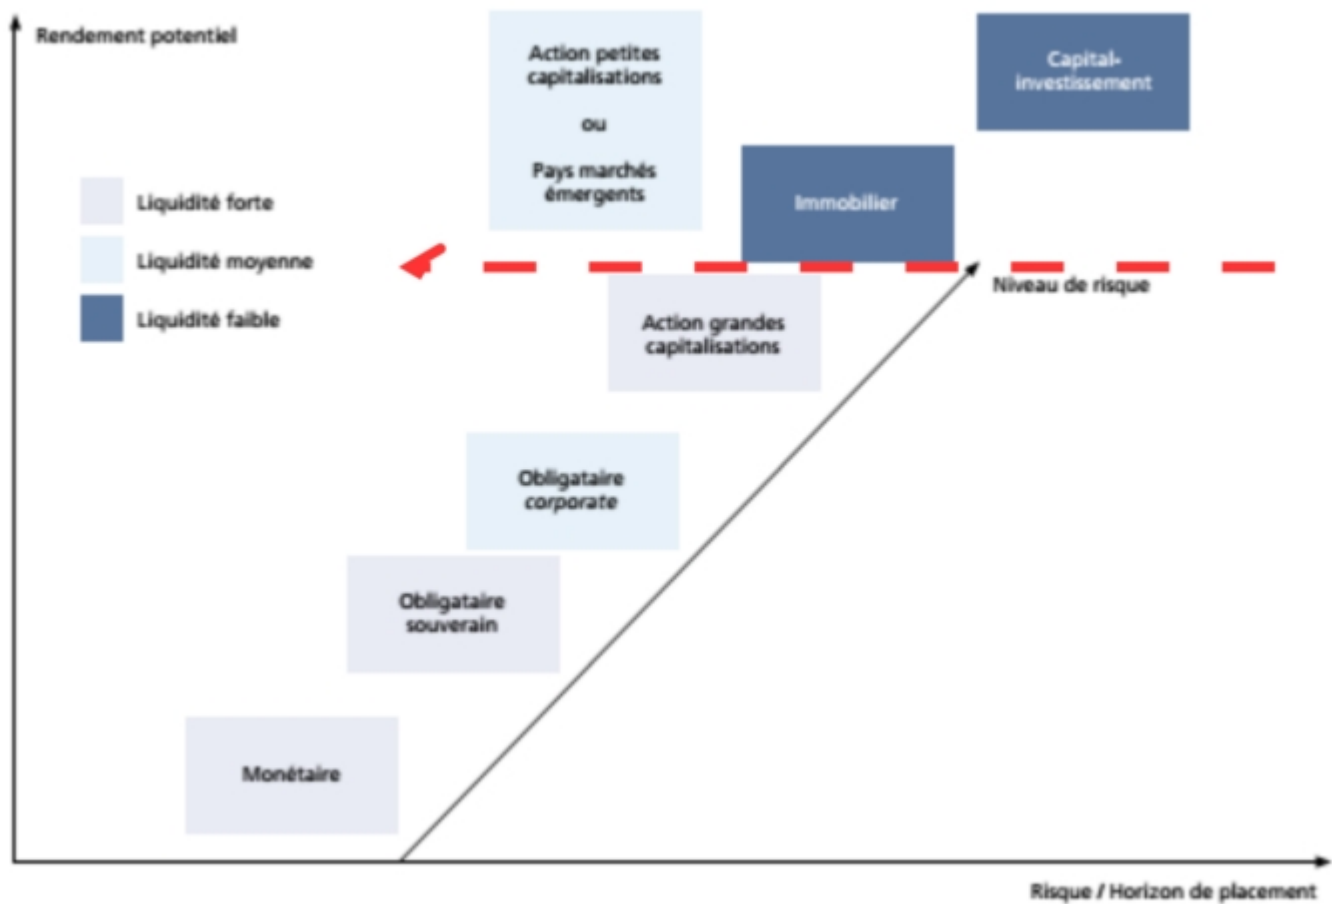 Rendement potentiel
Action petites
capitalisations
ou
Pays marchés
émergents
Capital-
investissement
Immobilier
Liquidité forte
Liquidité moyenne
Liquidité faible
Niveau de risque
Action grandes
capitalisations
Obligataire
corporate
Obligataire
souverain
Monétaire
Risque / Horizon de placement